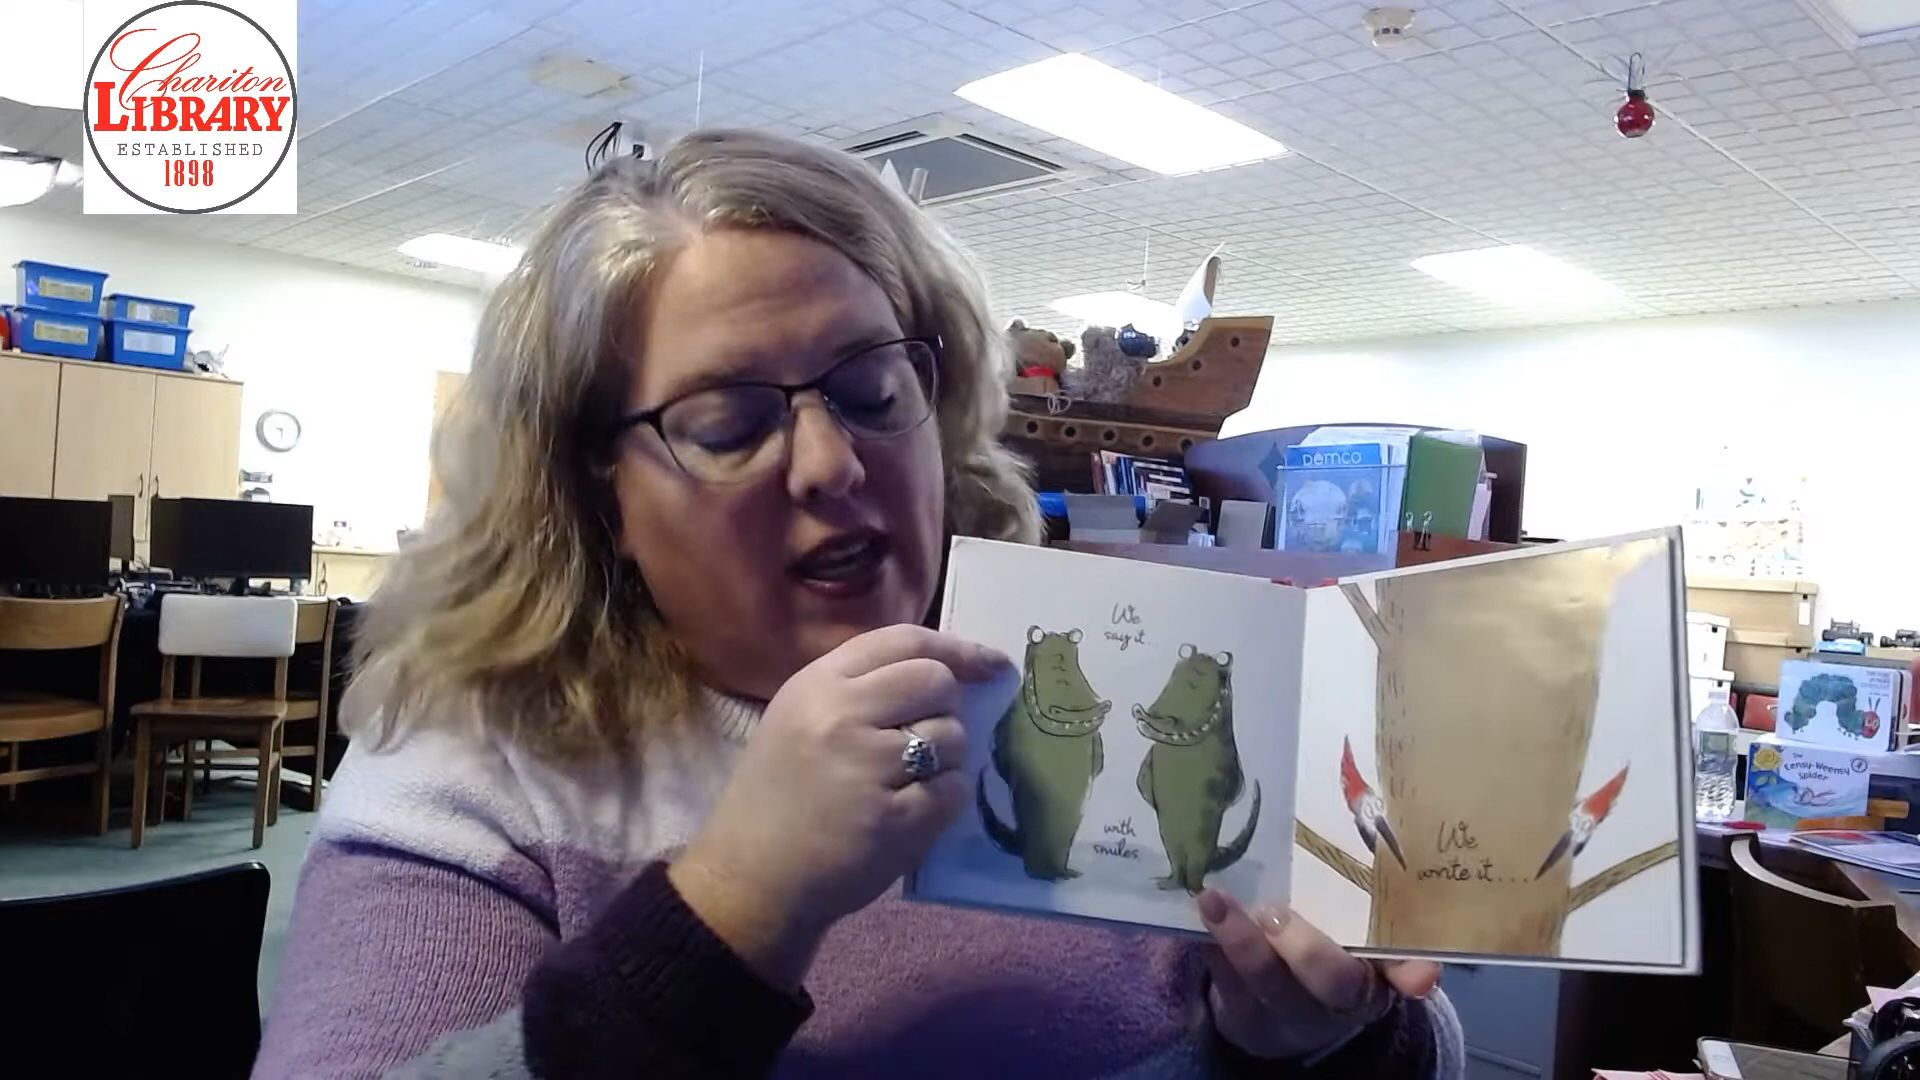 Chariton
LIBRARY
ESTABLISHED
1898
DEMCO
We
say it...
with
smiles
We
write it...
The
Eensy-Weensy
Spider